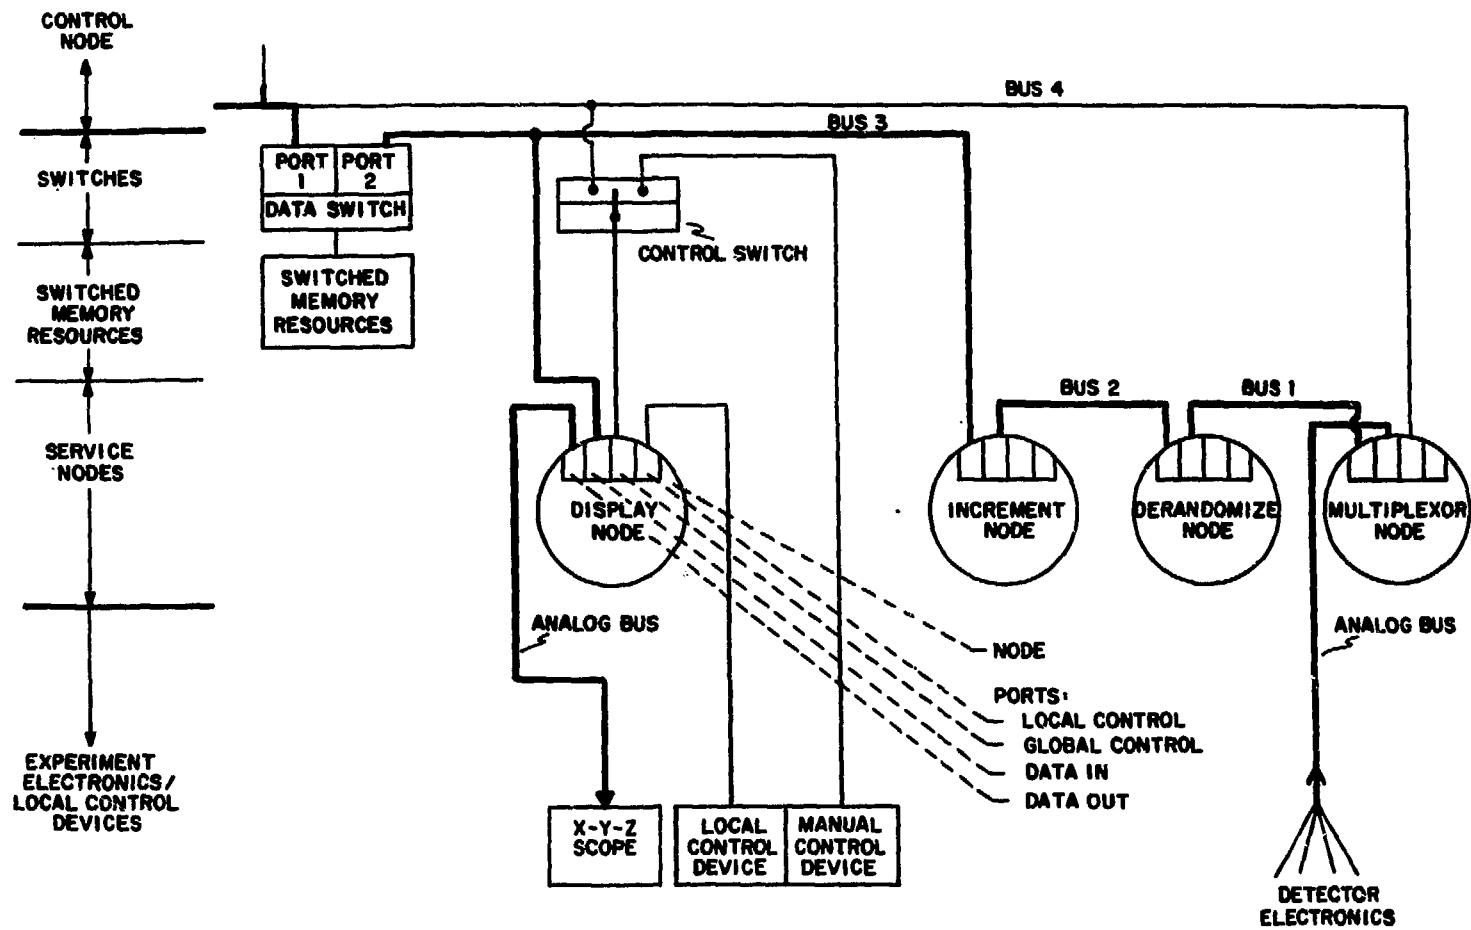 CONTROL
NODE
SWITCHES
SWITCHED
MEMORY
RESOURCES
SERVICE
NODES
EXPERIMENT
ELECTRONICS/
LOCAL CONTROL
DEVICES
BUS 4
BUS 3
PORT
1
PORT
2
DATA SWITCH
SWITCHED
MEMORY
RESOURCES
CONTROL SWITCH
BUS 2
BUS 1
DISPLAY
NODE
INCREMENT
NODE
DERANDOMIZE
NODE
MULTIPLEXOR
NODE
ANALOG BUS
ANALOG BUS
NODE
PORTS:
LOCAL CONTROL
GLOBAL CONTROL
DATA IN
DATA OUT
X-Y-Z
SCOPE
LOCAL
CONTROL
DEVICE
MANUAL
CONTROL
DEVICE
DETECTOR
ELECTRONICS